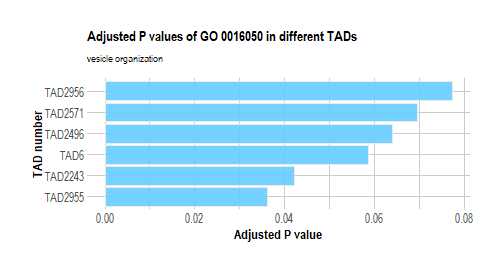 Adjusted P values of GO 0016050 in different TADs
vesicle organization
TAD number
TAD2956
TAD2571
TAD2496
TAD6
TAD2243
TAD2955
0.00 0.02 0.04 0.06 0.08
Adjusted P value